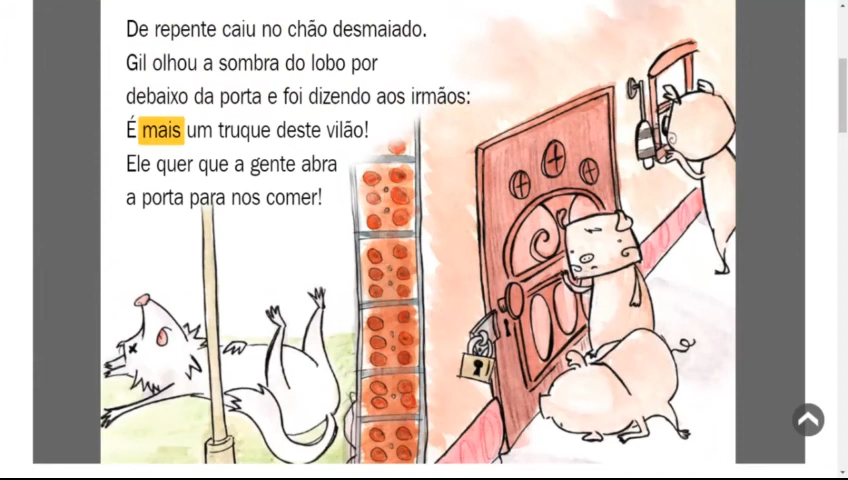 De repente caiu no chão desmaiado.
Gil olhou a sombra do lobo por
debaixo da porta e foi dizendo aos irmãos:
É mais um truque deste vilão!
Ele quer que a gente abra
a porta para nos comer!